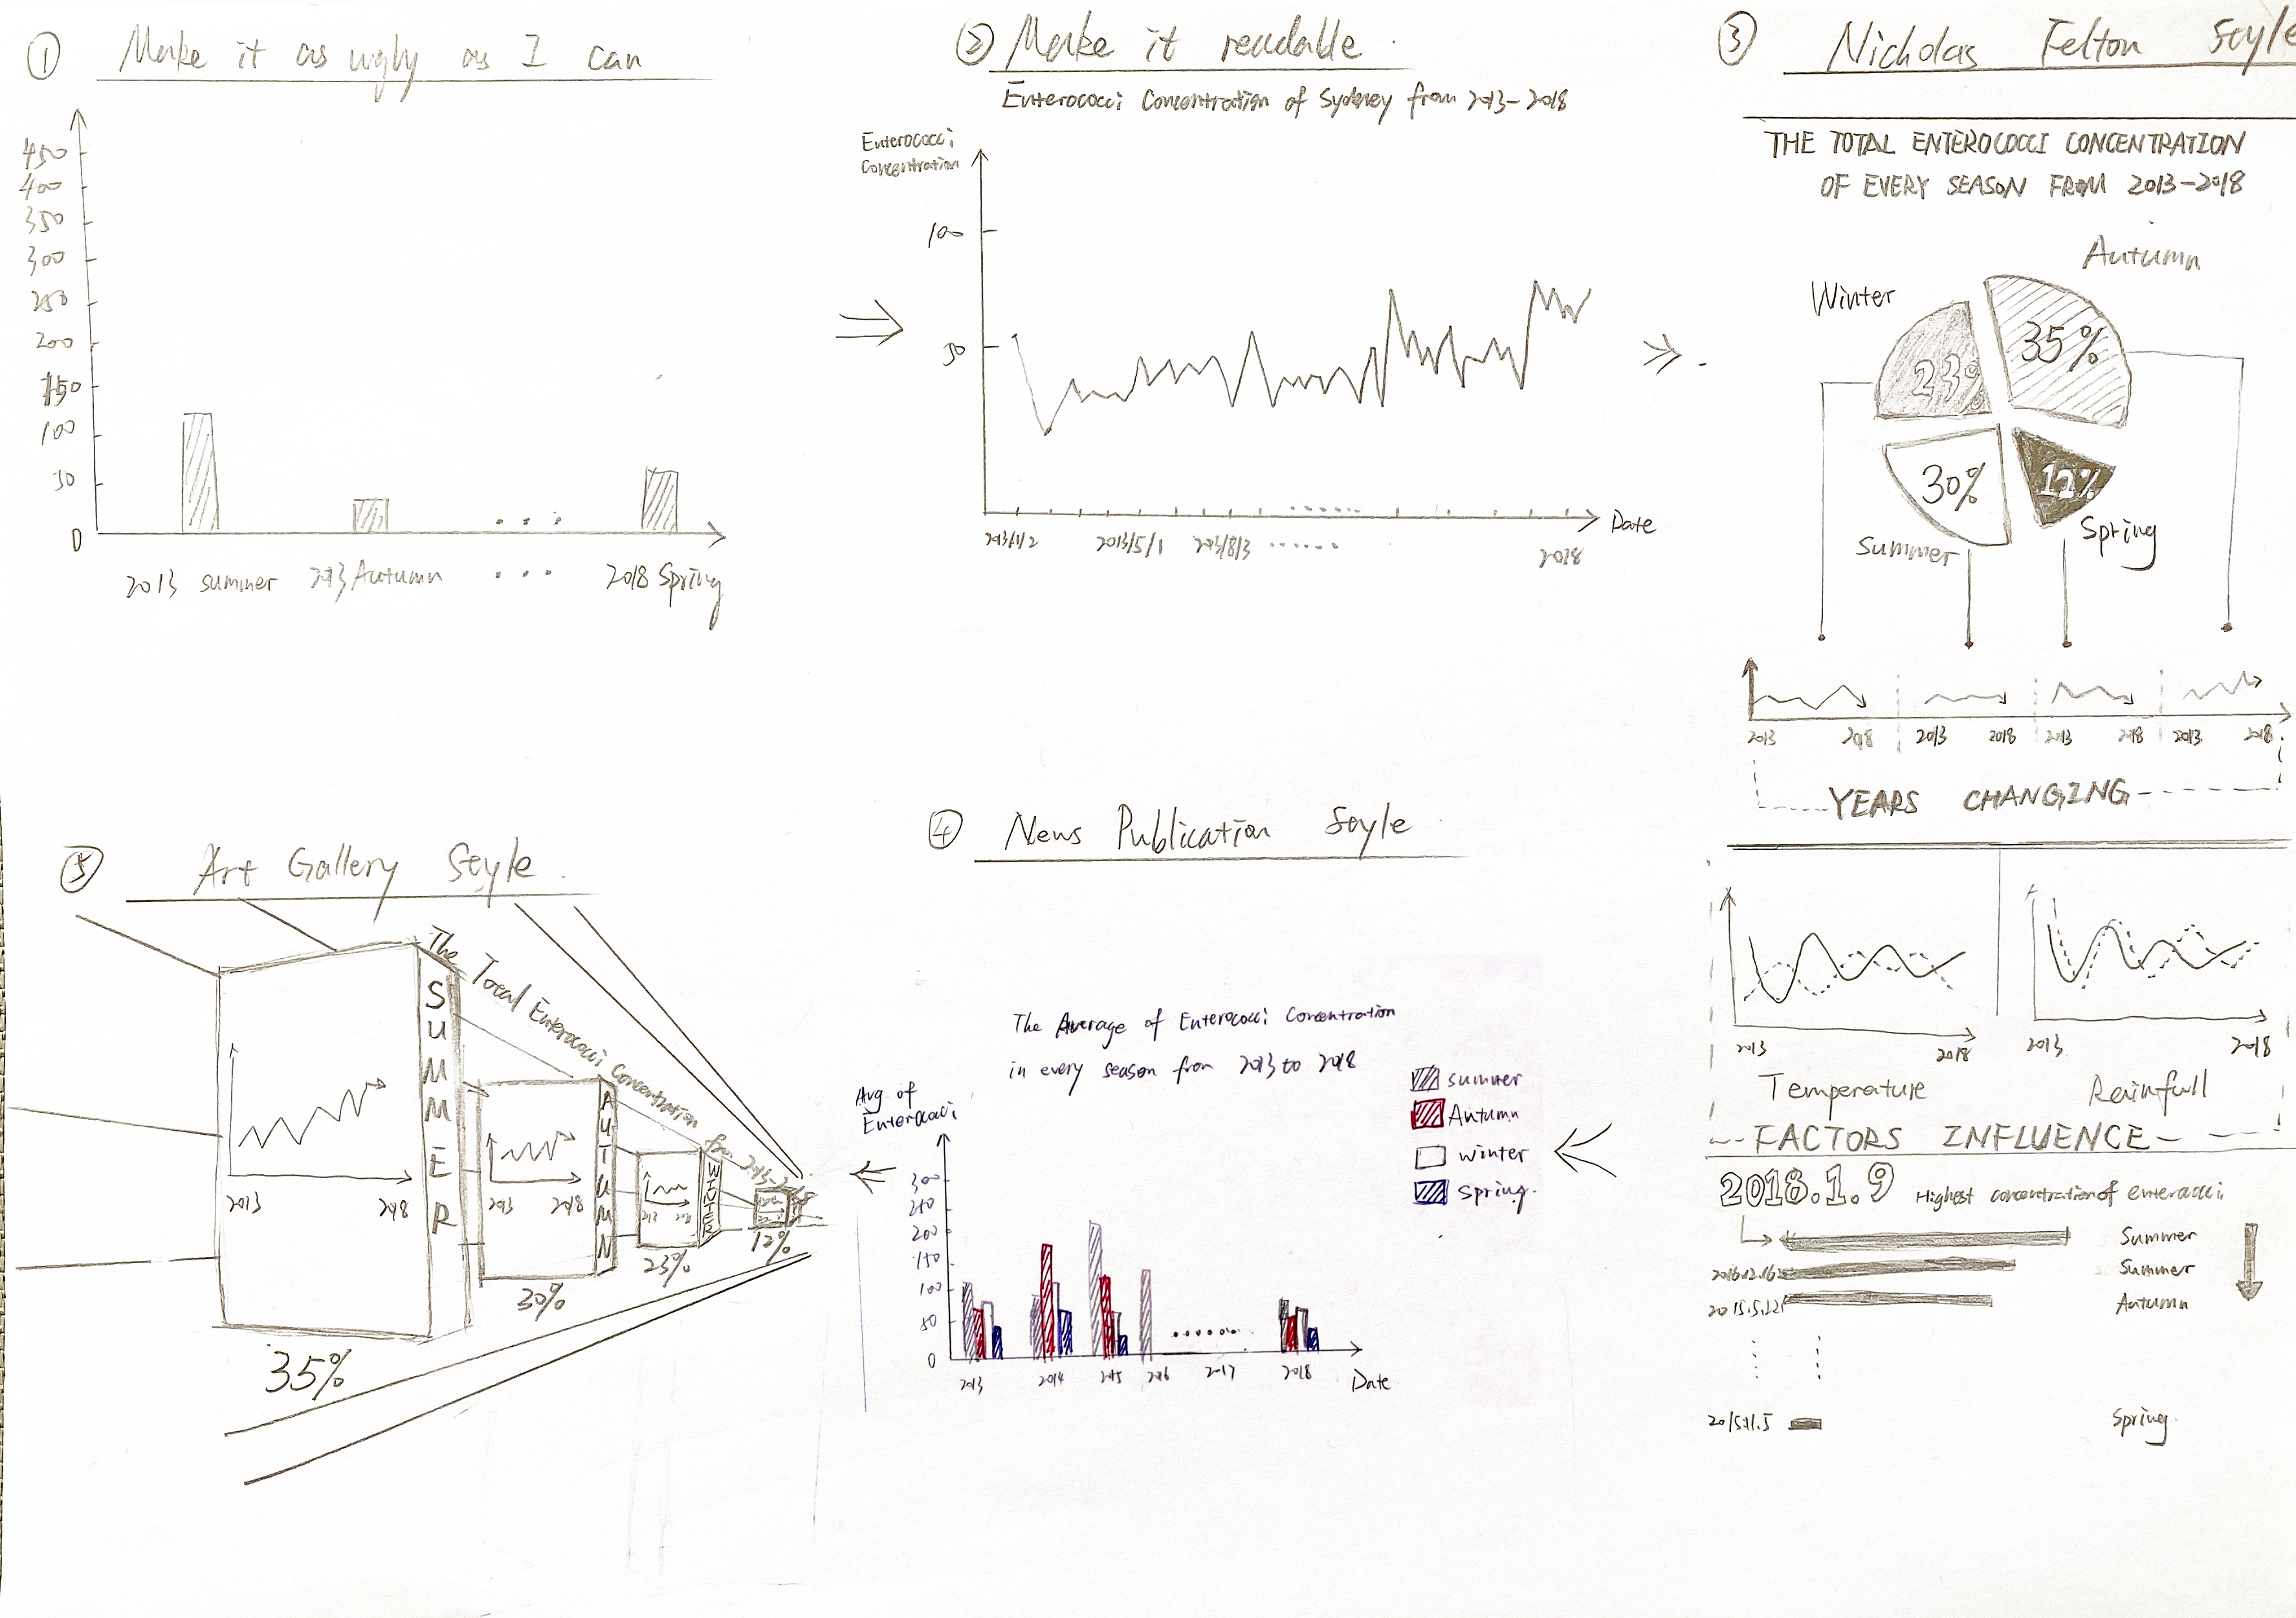 ① Make it as ugly as I can
450
400
350
300
250
200
150
100
50
0
2013 summer 2013 Autumn ... 2018 Spring
② Make it readable.
Enterococci Concentration of Sydney from 2013-2018
Enterococci
Concentration
100
50
2013/1/2 2013/5/1 2013/8/3 ...... 2018
Date
③ Nicholas Felton Style
THE TOTAL ENTEROCOCCI CONCENTRATION
OF EVERY SEASON FROM 2013-2018
Autumn
Winter
35%
23%
30%
12%
Summer
Spring
2013 2018 2013 2018 2013 2018 2013 2018
YEARS CHANGING
2013 2018 2013 2018
Temperature Rainfall
FACTORS INFLUENCE
2018.1.9 Highest concentration of enterococci
Summer
2016.12.16 Summer
2015.5.12 Autumn
2015.11.5 Spring.
④ News Publication Style
The Average of Enterococci Concentration
in every season from 2013 to 2018
summer
Autumn
winter
Spring.
Avg of
Enterococci
300
250
200
150
100
50
0
2013 2014 2015 2016 2017 2018
Date
⑤ Art Gallery Style.
The Total Enterococci Concentration from 2013-2018
SUMMER
2013 2018
35%
AUTUMN
2013 2018
30%
WINTER
2013 2018
23%
12%